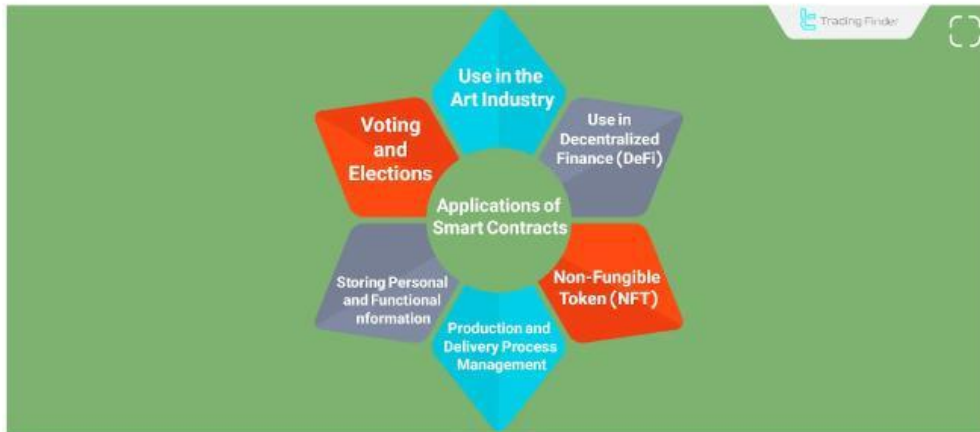 Trading Finder
Use in the
Art Industry
Use in
Decentralized
Finance (DeFi)
Non-Fungible
Token (NFT)
Production and
Delivery Process
Management
Storing Personal
and Functional
nformation
Voting
and
Elections
Applications of
Smart Contracts